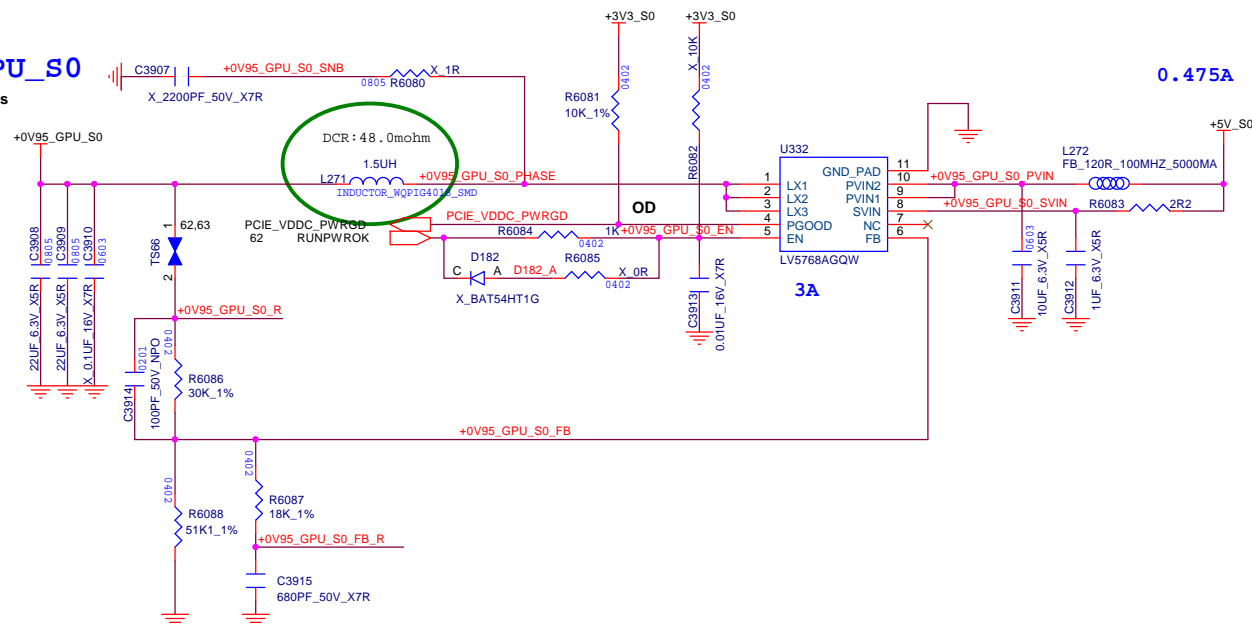 +3V3_S0
+3V3_S0
PU_S0
s
C3907
+0V95_GPU_S0_SNB
X_1R
0805
R6080
X_2200PF_50V_X7R
X_10K
0402
0402
R6081
10K_1%
R6082
0.475A
+5V_S0
+0V95_GPU_S0
DCR:48.0mohm
1.5UH
L271
+0V95_GPU_S0_PHASE
U332
L272
FB_120R_100MHZ_5000MA
1
2
3
4
5
LX1
LX2
LX3
PGOOD
EN
GND_PAD
PVIN2
PVIN1
SVIN
NC
FB
11
10
9
8
7
6
LV5768AGQW
3A
+0V95_GPU_S0_PVIN
+0V95_GPU_S0_SVIN
R6083
2R2
OD
PCIE_VDDC_PWRGD
PCIE_VDDC_PWRGD
62,63
62
RUNPWROK
R6084
1K
0402
+0V95_GPU_S0_EN
D182
C
A
D182_A
R6085
X_0R
0402
X_BAT54HT1G
C3913
0.01UF_16V_X7R
0603
C3911
10UF_6.3V_X5R
C3912
1UF_6.3V_X5R
C3908
0805
22UF_6.3V_X5R
C3909
0805
22UF_6.3V_X5R
C3910
0603
X_0.1UF_16V_X7R
TS86
1
2
+0V95_GPU_S0_R
0402
R6086
30K_1%
0201
C3914
100PF_50V_NPO
+0V95_GPU_S0_FB
0402
R6088
51K1_1%
0402
R6087
18K_1%
+0V95_GPU_S0_FB_R
C3915
680PF_50V_X7R